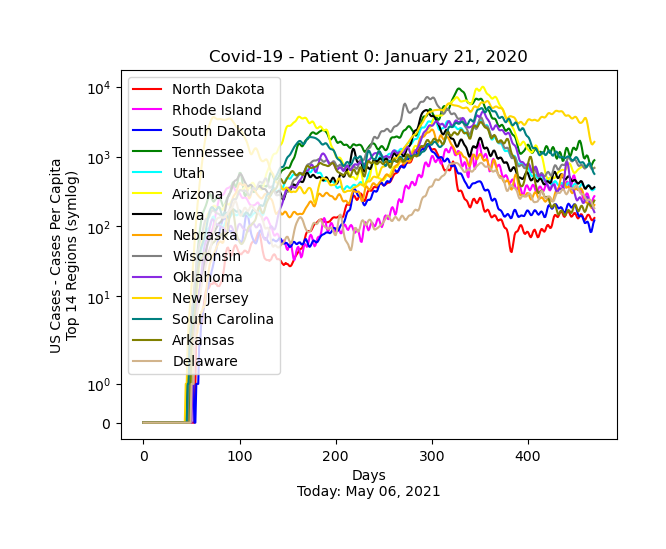 Covid-19 - Patient 0: January 21, 2020
US Cases - Cases Per Capita
Top 14 Regions (symlog)
10^4
10^3
10^2
10^1
10^0
0
North Dakota
Rhode Island
South Dakota
Tennessee
Utah
Arizona
Iowa
Nebraska
Wisconsin
Oklahoma
New Jersey
South Carolina
Arkansas
Delaware
0 100 200 300 400
Days
Today: May 06, 2021